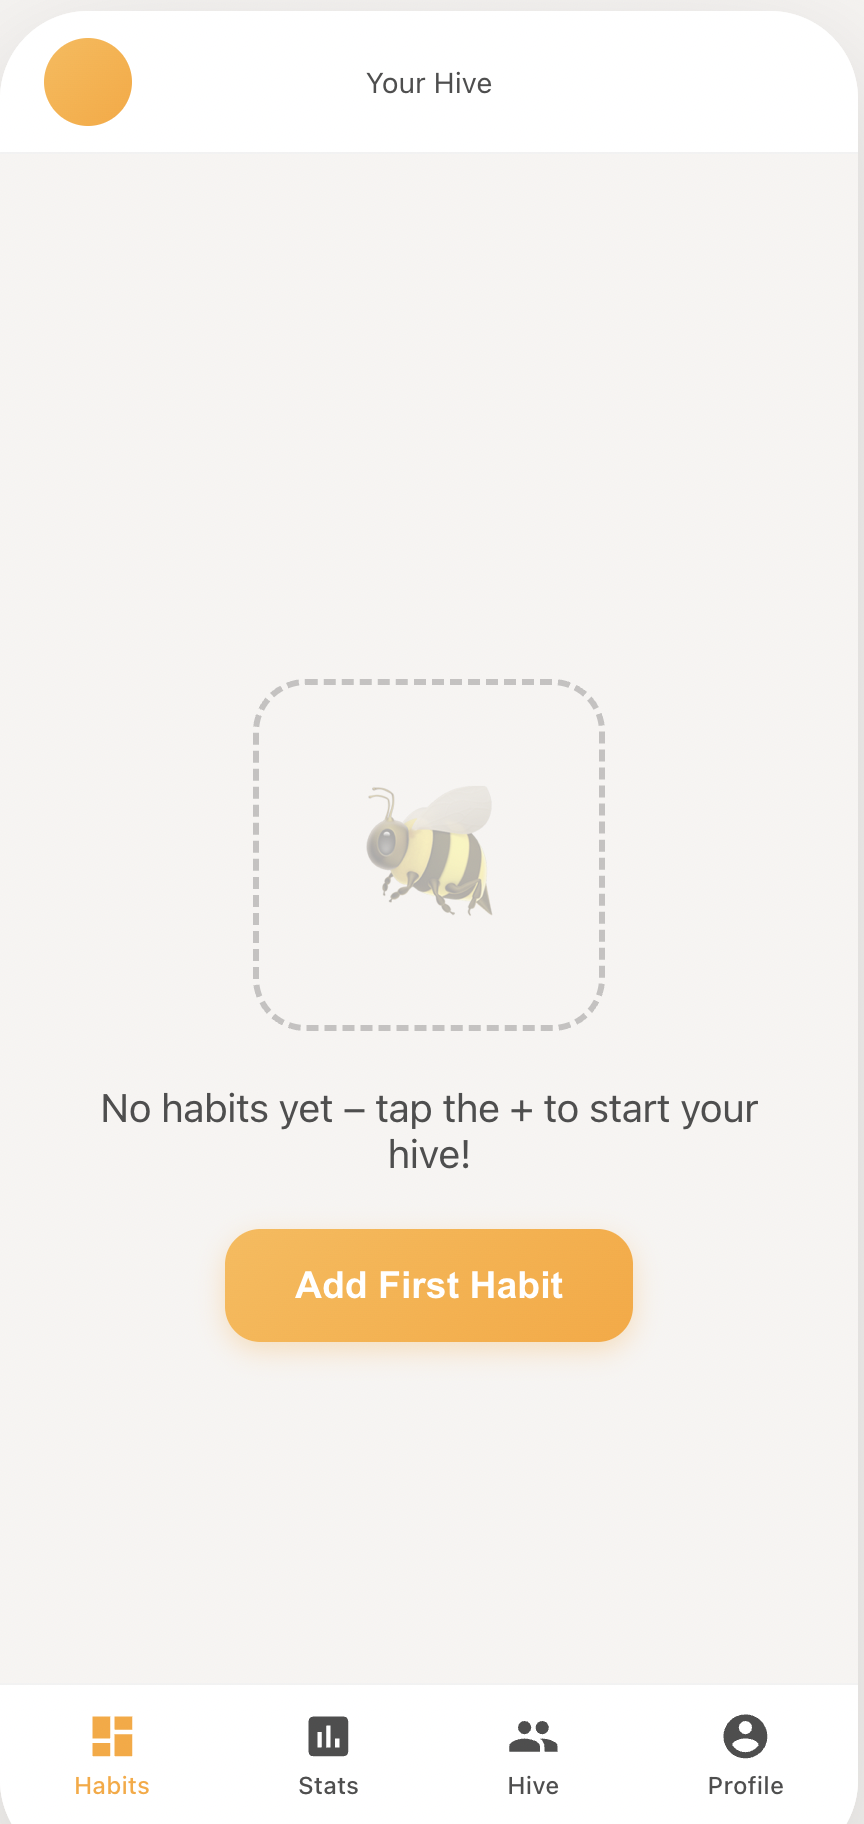 Your Hive
No habits yet – tap the + to start your
hive!
Add First Habit
Habits
Stats
Hive
Profile